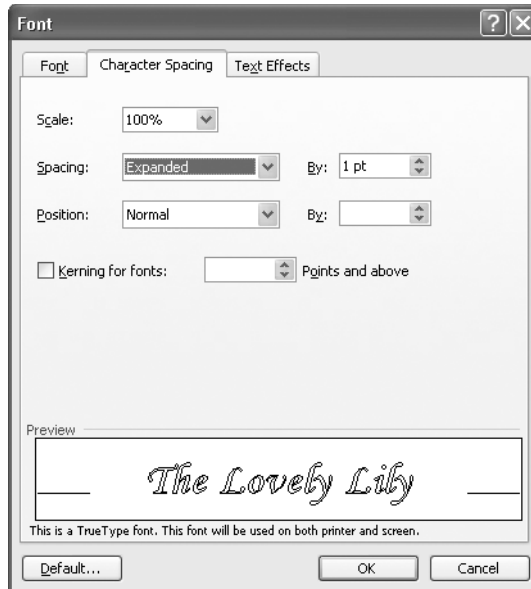 Font
Font Character Spacing Text Effects
Scale: 100%
Spacing: Expanded By: 1 pt
Position: Normal By:
Kerning for fonts: Points and above
Preview
The Lovely Lily
This is a TrueType font. This font will be used on both printer and screen.
Default... OK Cancel